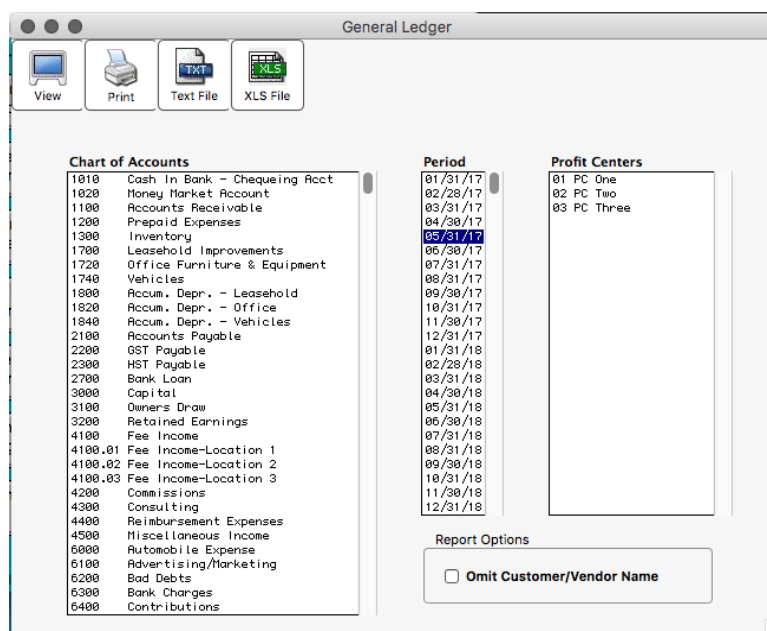 General Ledger
View
Print
TXT
Text File
XLS
XLS File
Chart of Accounts
1010 Cash In Bank - Chequeing Acct
1020 Money Market Account
1100 Accounts Receivable
1200 Prepaid Expenses
1300 Inventory
1700 Leasehold Improvements
1720 Office Furniture & Equipment
1740 Vehicles
1800 Accum. Depr. - Leasehold
1820 Accum. Depr. - Office
1840 Accum. Depr. - Vehicles
2100 Accounts Payable
2200 GST Payable
2300 HST Payable
2700 Bank Loan
3000 Capital
3100 Owners Draw
3200 Retained Earnings
4100 Fee Income
4100.01 Fee Income-Location 1
4100.02 Fee Income-Location 2
4100.03 Fee Income-Location 3
4200 Commissions
4300 Consulting
4400 Reimbursement Expenses
4500 Miscellaneous Income
6000 Automobile Expense
6100 Advertising/Marketing
6200 Bad Debts
6300 Bank Charges
6400 Contributions
Period
01/31/17
02/28/17
03/31/17
04/30/17
05/31/17
06/30/17
07/31/17
08/31/17
09/30/17
10/31/17
11/30/17
12/31/17
01/31/18
02/28/18
03/31/18
04/30/18
05/31/18
06/30/18
07/31/18
08/31/18
09/30/18
10/31/18
11/30/18
12/31/18
Profit Centers
01 PC One
02 PC Two
03 PC Three
Report Options
Omit Customer/Vendor Name